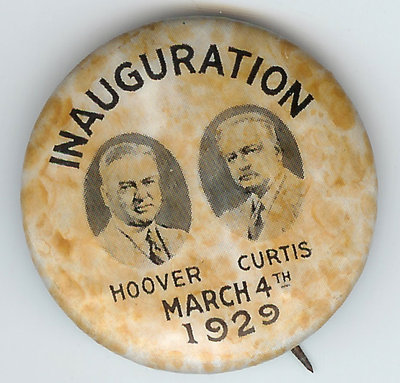 INAUGURATION
HOOVER CURTIS
MARCH 4TH
1929